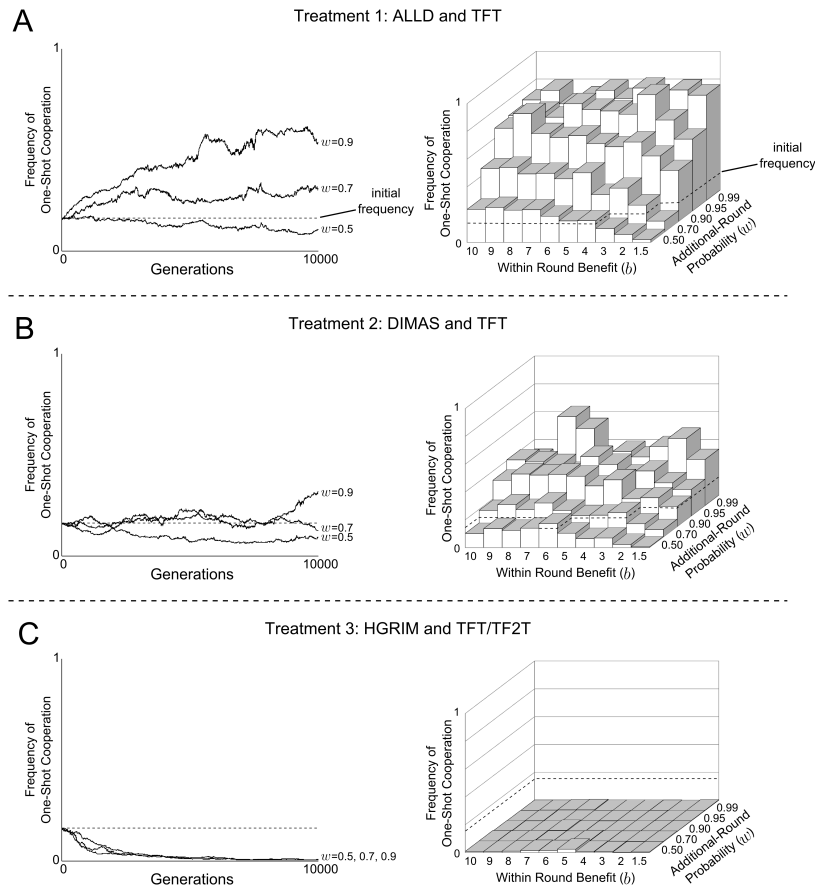 A
Treatment 1: ALLD and TFT
Frequency of
One-Shot Cooperation
1
0
w=0.9
w=0.7
w=0.5
initial
frequency
0
10000
Generations
Frequency of
One-Shot Cooperation
1
0
initial
frequency
10 9 8 7 6 5 4 3 2 1.5
Within Round Benefit (b)
0.50 0.70 0.90 0.95 0.99
Additional-Round
Probability (w)
B
Treatment 2: DIMAS and TFT
Frequency of
One-Shot Cooperation
1
0
w=0.9
w=0.7
w=0.5
0
10000
Generations
Frequency of
One-Shot Cooperation
1
0
10 9 8 7 6 5 4 3 2 1.5
Within Round Benefit (b)
0.50 0.70 0.90 0.95 0.99
Additional-Round
Probability (w)
C
Treatment 3: HGRIM and TFT/TF2T
Frequency of
One-Shot Cooperation
1
0
w=0.5, 0.7, 0.9
0
10000
Generations
Frequency of
One-Shot Cooperation
1
0
10 9 8 7 6 5 4 3 2 1.5
Within Round Benefit (b)
0.50 0.70 0.90 0.95 0.99
Additional-Round
Probability (w)